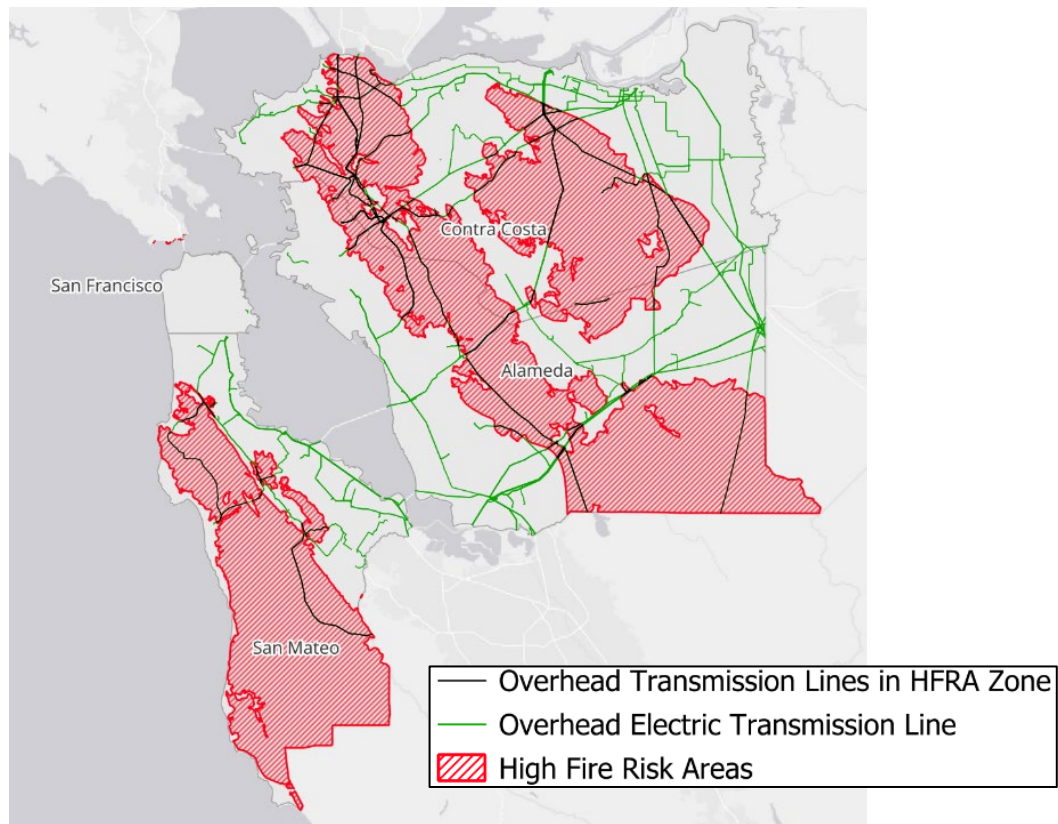 Contra Costa
San Francisco
Alameda
San Mateo
Overhead Transmission Lines in HFRA Zone
Overhead Electric Transmission Line
High Fire Risk Areas